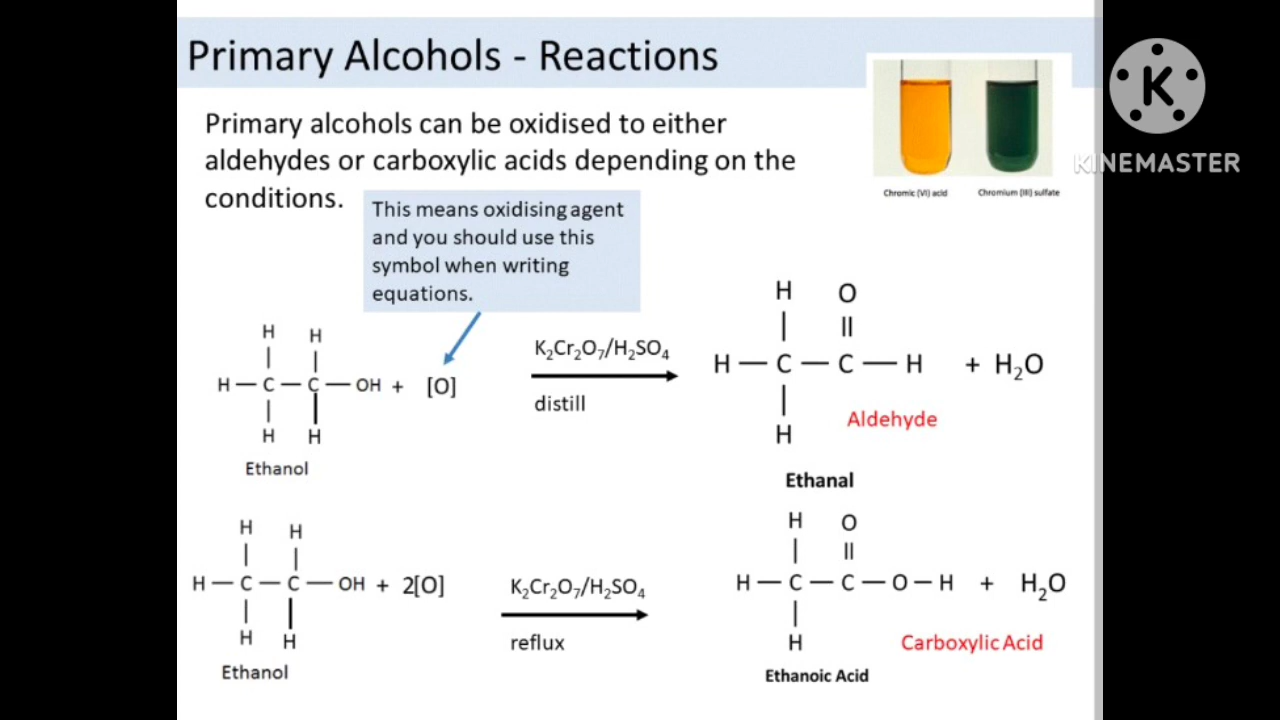 Primary Alcohols - Reactions
K
KINEMASTER
Chromic (VI) acid Chromium (III) sulfate
Primary alcohols can be oxidised to either
aldehydes or carboxylic acids depending on the
conditions.
This means oxidising agent
and you should use this
symbol when writing
equations.
H H
H — C — C — OH + [O]
H H
Ethanol
K₂Cr₂O₇/H₂SO₄
distill
H O
H — C — C — H + H₂O
H
Aldehyde
Ethanal
H H
H — C — C — OH + 2[O]
H H
Ethanol
K₂Cr₂O₇/H₂SO₄
reflux
H O
H — C — C — O — H + H₂O
H
Carboxylic Acid
Ethanoic Acid